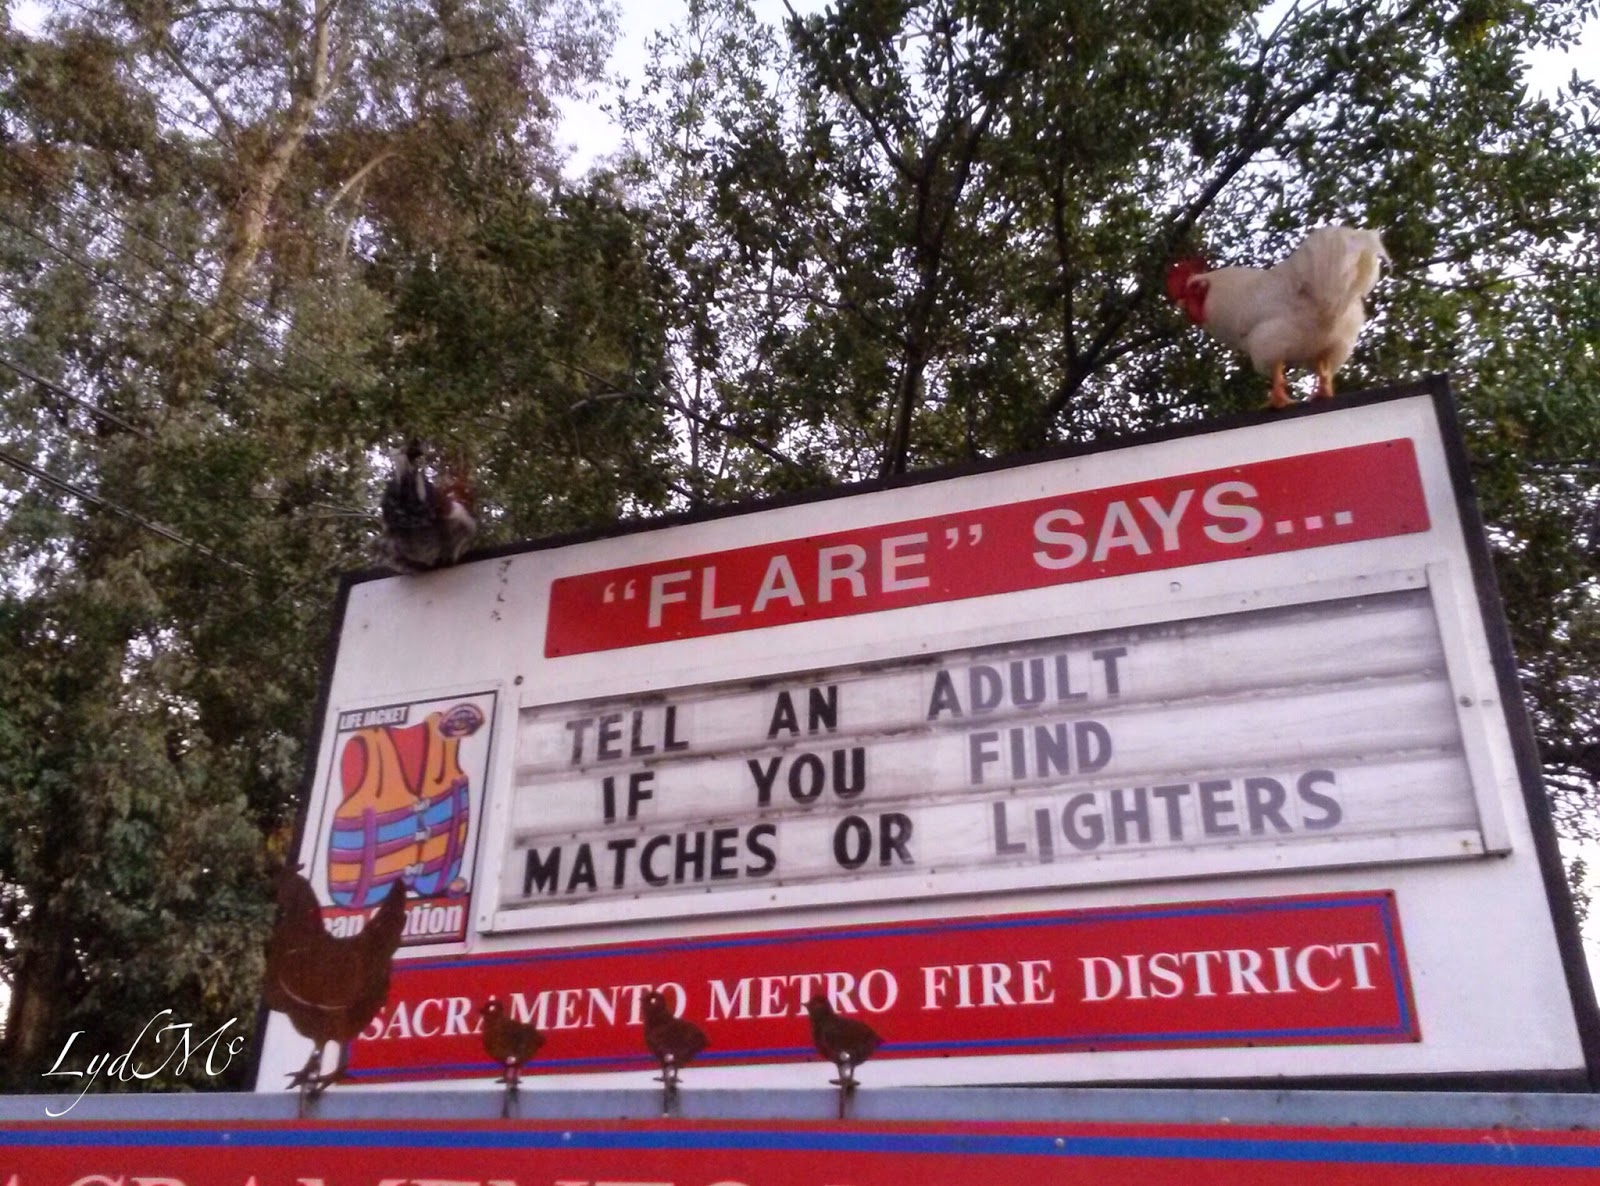 "FLARE" SAYS...
TELL AN ADULT
IF YOU FIND
MATCHES OR LIGHTERS
LIFE JACKET
SACRAMENTO METRO FIRE DISTRICT
LydMc